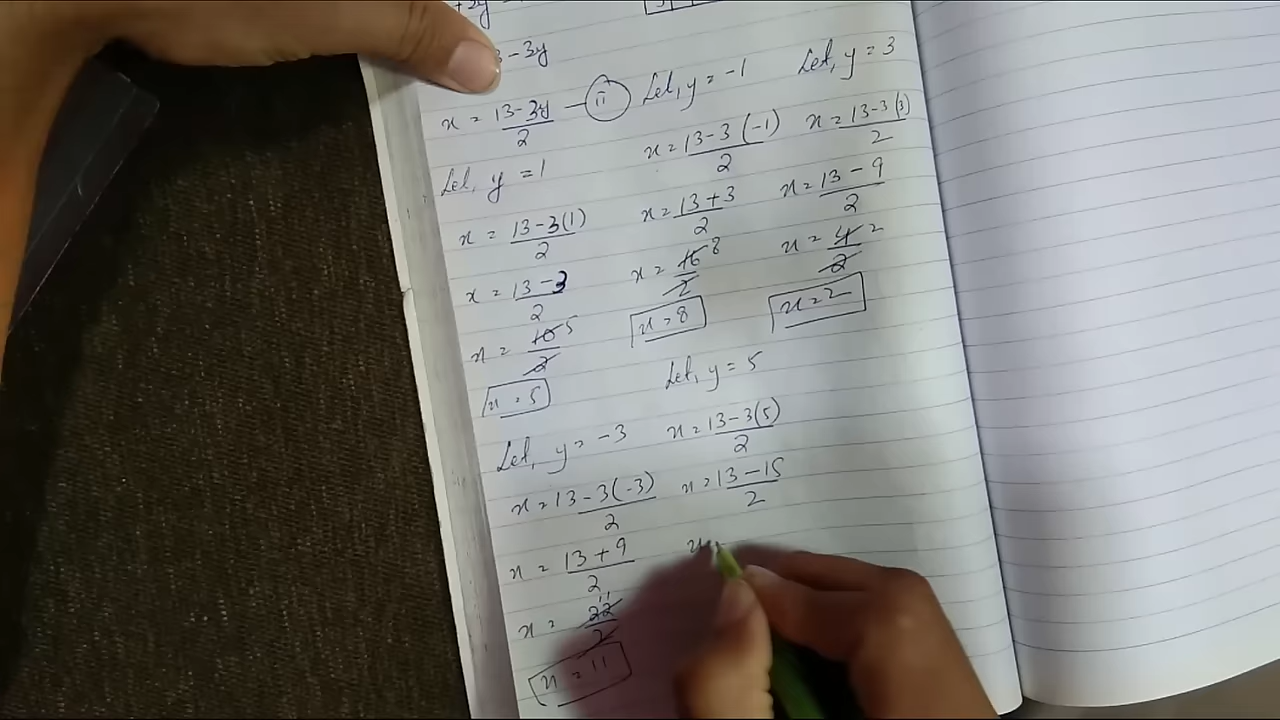 +3y
3 - 3y
x = 13-3y/2 — (ii)
Let, y = 1
x = 13-3(1)/2
x = 13-3/2
x = 10/2 5
x = 5
Let, y = -3
x = 13-3(-3)/2
x = 13+9/2
x = 22/2 11
x = 11
Let, y = -1
x = 13-3(-1)/2
x = 13+3/2
x = 16/2 8
x = 8
Let, y = 3
x = 13-3(3)/2
x = 13-9/2
x = 4/2 2
x = 2
Let, y = 5
x = 13-3(5)/2
x = 13-15/2
x